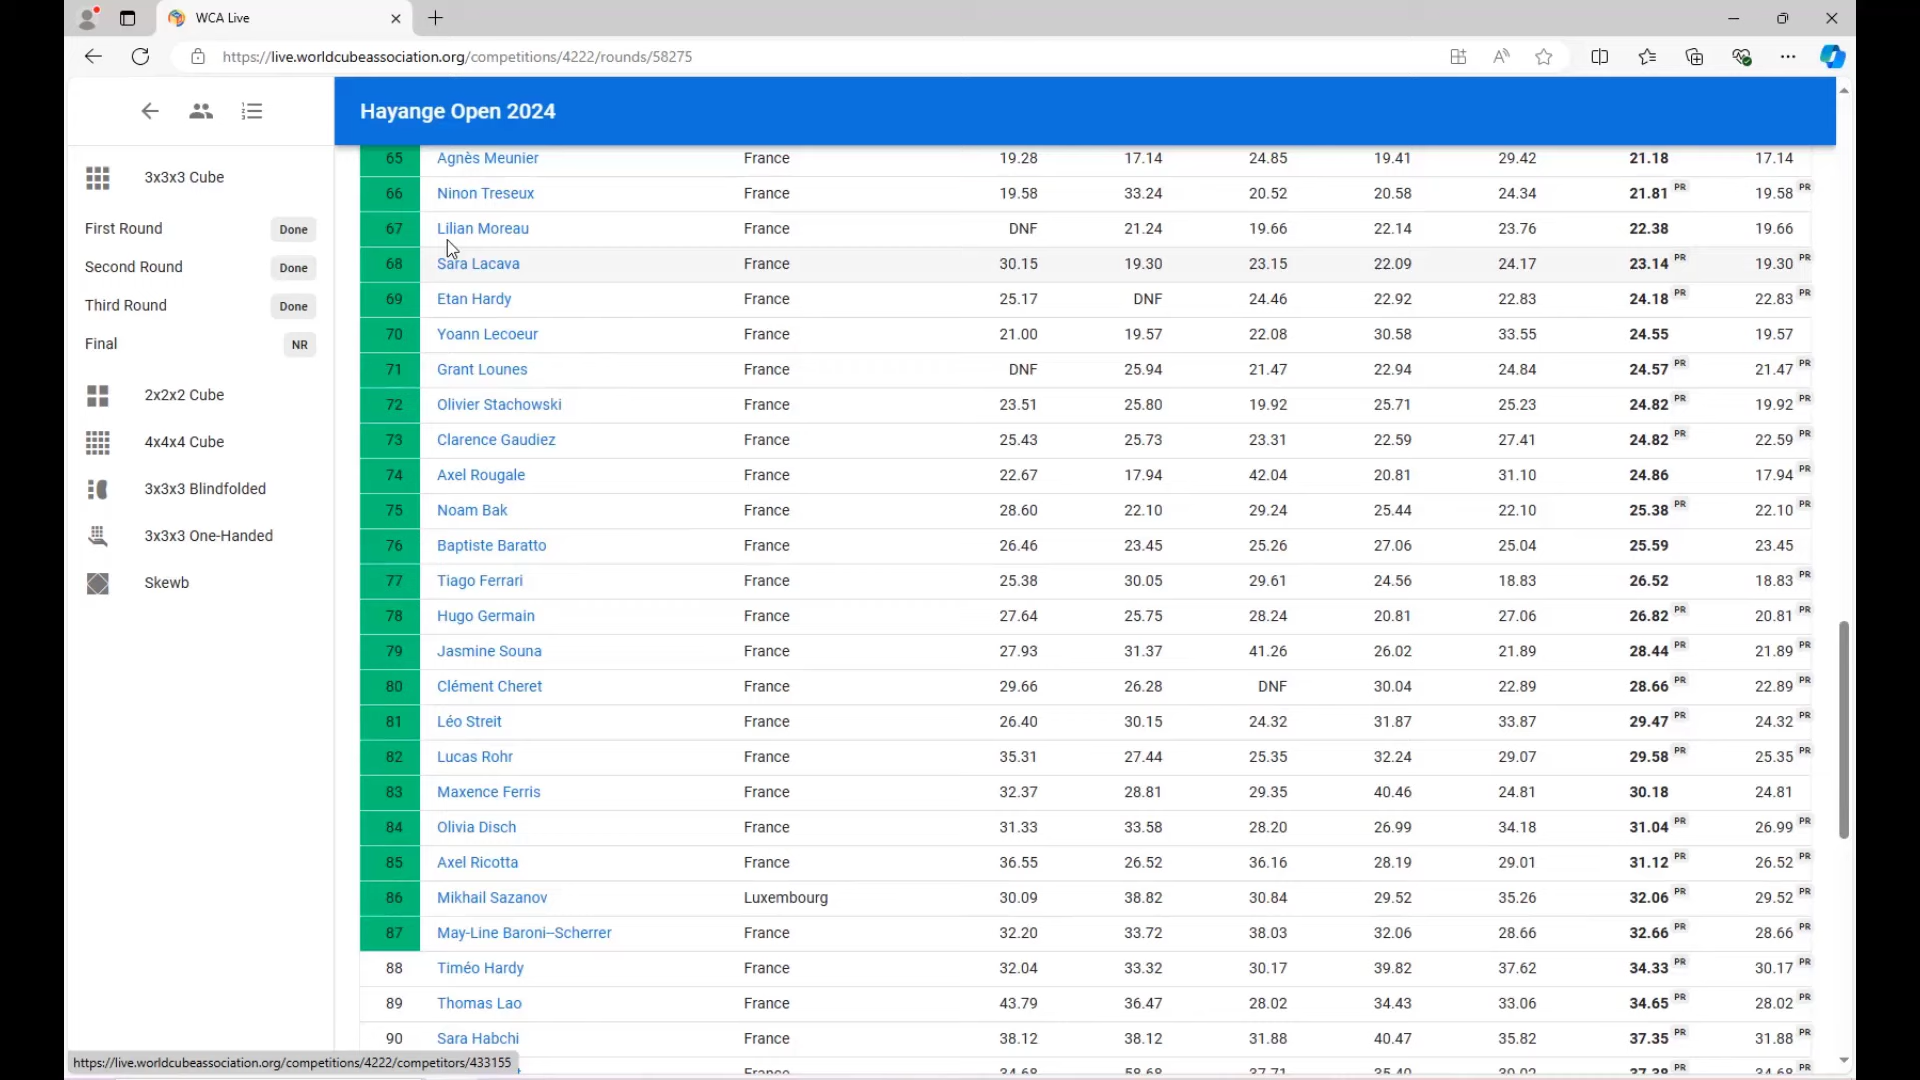 WCA Live
https://live.worldcubeassociation.org/competitions/4222/rounds/58275
Hayange Open 2024
3x3x3 Cube
First Round Done
Second Round Done
Third Round Done
Final NR
2x2x2 Cube
4x4x4 Cube
3x3x3 Blindfolded
3x3x3 One-Handed
Skewb
65 Agnès Meunier France 19.28 17.14 24.85 19.41 29.42 21.18 17.14
66 Ninon Treseux France 19.58 33.24 20.52 20.58 24.34 21.81 PR 19.58 PR
67 Lilian Moreau France DNF 21.24 19.66 22.14 23.76 22.38 19.66
68 Sara Lacava France 30.15 19.30 23.15 22.09 24.17 23.14 PR 19.30 PR
69 Etan Hardy France 25.17 DNF 24.46 22.92 22.83 24.18 PR 22.83 PR
70 Yoann Lecoeur France 21.00 19.57 22.08 30.58 33.55 24.55 19.57
71 Grant Lounes France DNF 25.94 21.47 22.94 24.84 24.57 PR 21.47 PR
72 Olivier Stachowski France 23.51 25.80 19.92 25.71 25.23 24.82 PR 19.92 PR
73 Clarence Gaudiez France 25.43 25.73 23.31 22.59 27.41 24.82 PR 22.59 PR
74 Axel Rougale France 22.67 17.94 42.04 20.81 31.10 24.86 17.94 PR
75 Noam Bak France 28.60 22.10 29.24 25.44 22.10 25.38 PR 22.10 PR
76 Baptiste Baratto France 26.46 23.45 25.26 27.06 25.04 25.59 23.45
77 Tiago Ferrari France 25.38 30.05 29.61 24.56 18.83 26.52 18.83 PR
78 Hugo Germain France 27.64 25.75 28.24 20.81 27.06 26.82 PR 20.81 PR
79 Jasmine Souna France 27.93 31.37 41.26 26.02 21.89 28.44 PR 21.89 PR
80 Clément Cheret France 29.66 26.28 DNF 30.04 22.89 28.66 PR 22.89 PR
81 Léo Streit France 26.40 30.15 24.32 31.87 33.87 29.47 PR 24.32 PR
82 Lucas Rohr France 35.31 27.44 25.35 32.24 29.07 29.58 PR 25.35 PR
83 Maxence Ferris France 32.37 28.81 29.35 40.46 24.81 30.18 24.81
84 Olivia Disch France 31.33 33.58 28.20 26.99 34.18 31.04 PR 26.99 PR
85 Axel Ricotta France 36.55 26.52 36.16 28.19 29.01 31.12 PR 26.52 PR
86 Mikhail Sazanov Luxembourg 30.09 38.82 30.84 29.52 35.26 32.06 PR 29.52 PR
87 May-Line Baroni--Scherrer France 32.20 33.72 38.03 32.06 28.66 32.66 PR 28.66 PR
88 Timéo Hardy France 32.04 33.32 30.17 39.82 37.62 34.33 PR 30.17 PR
89 Thomas Lao France 43.79 36.47 28.02 34.43 33.06 34.65 PR 28.02 PR
90 Sara Habchi France 38.12 38.12 31.88 40.47 35.82 37.35 PR 31.88 PR
https://live.worldcubeassociation.org/competitions/4222/competitors/433155